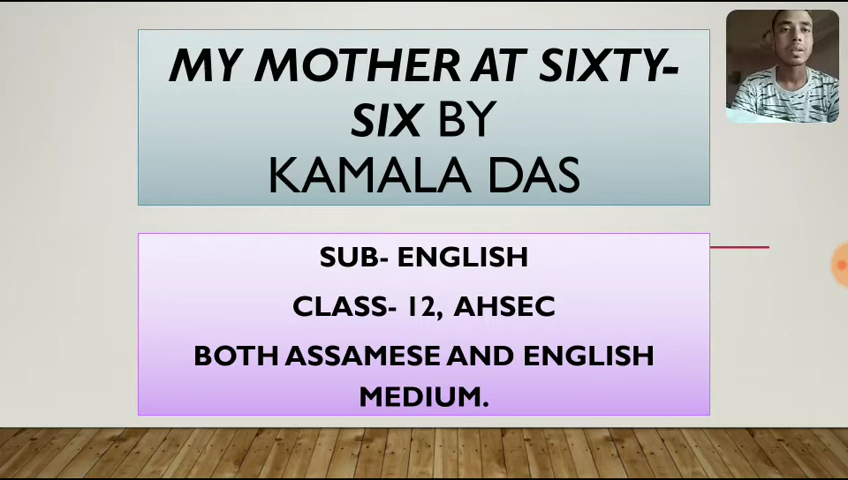 MY MOTHER AT SIXTY-
SIX BY
KAMALA DAS
SUB- ENGLISH
CLASS- 12, AHSEC
BOTH ASSAMESE AND ENGLISH
MEDIUM.